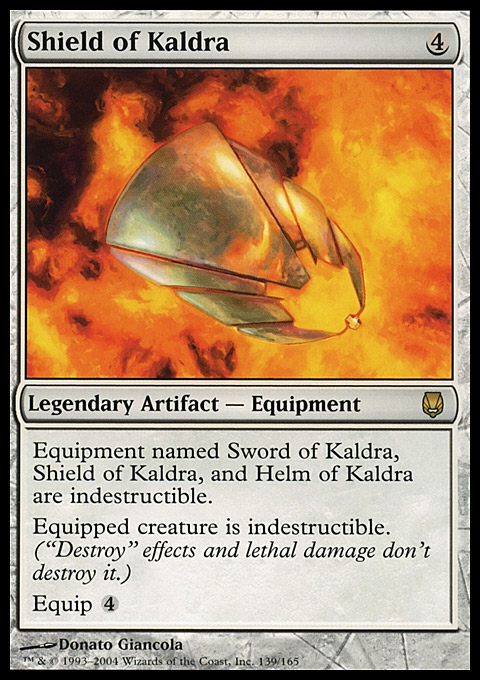 Shield of Kaldra 4
Legendary Artifact — Equipment
Equipment named Sword of Kaldra,
Shield of Kaldra, and Helm of Kaldra
are indestructible.
Equipped creature is indestructible.
(“Destroy” effects and lethal damage don’t
destroy it.)
Equip 4
Donato Giancola
™ & © 1993–2004 Wizards of the Coast, Inc. 139/165